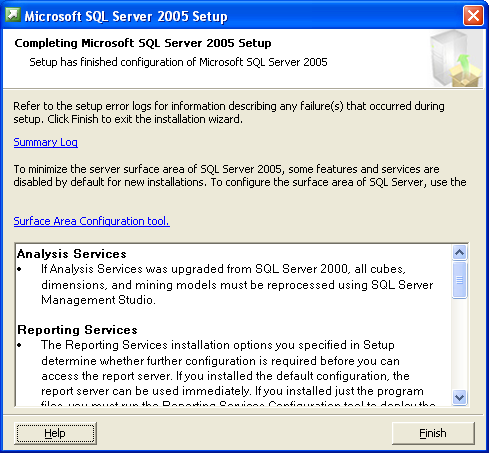 Microsoft SQL Server 2005 Setup
Completing Microsoft SQL Server 2005 Setup
Setup has finished configuration of Microsoft SQL Server 2005
Refer to the setup error logs for information describing any failure(s) that occurred during
setup. Click Finish to exit the installation wizard.
Summary Log
To minimize the server surface area of SQL Server 2005, some features and services are
disabled by default for new installations. To configure the surface area of SQL Server, use the
Surface Area Configuration tool.
Analysis Services
• If Analysis Services was upgraded from SQL Server 2000, all cubes,
dimensions, and mining models must be reprocessed using SQL Server
Management Studio.
Reporting Services
• The Reporting Services installation options you specified in Setup
determine whether further configuration is required before you can
access the report server. If you installed the default configuration, the
report server can be used immediately. If you installed just the program
files, you must run the Reporting Services Configuration tool to deploy the
Help
Finish